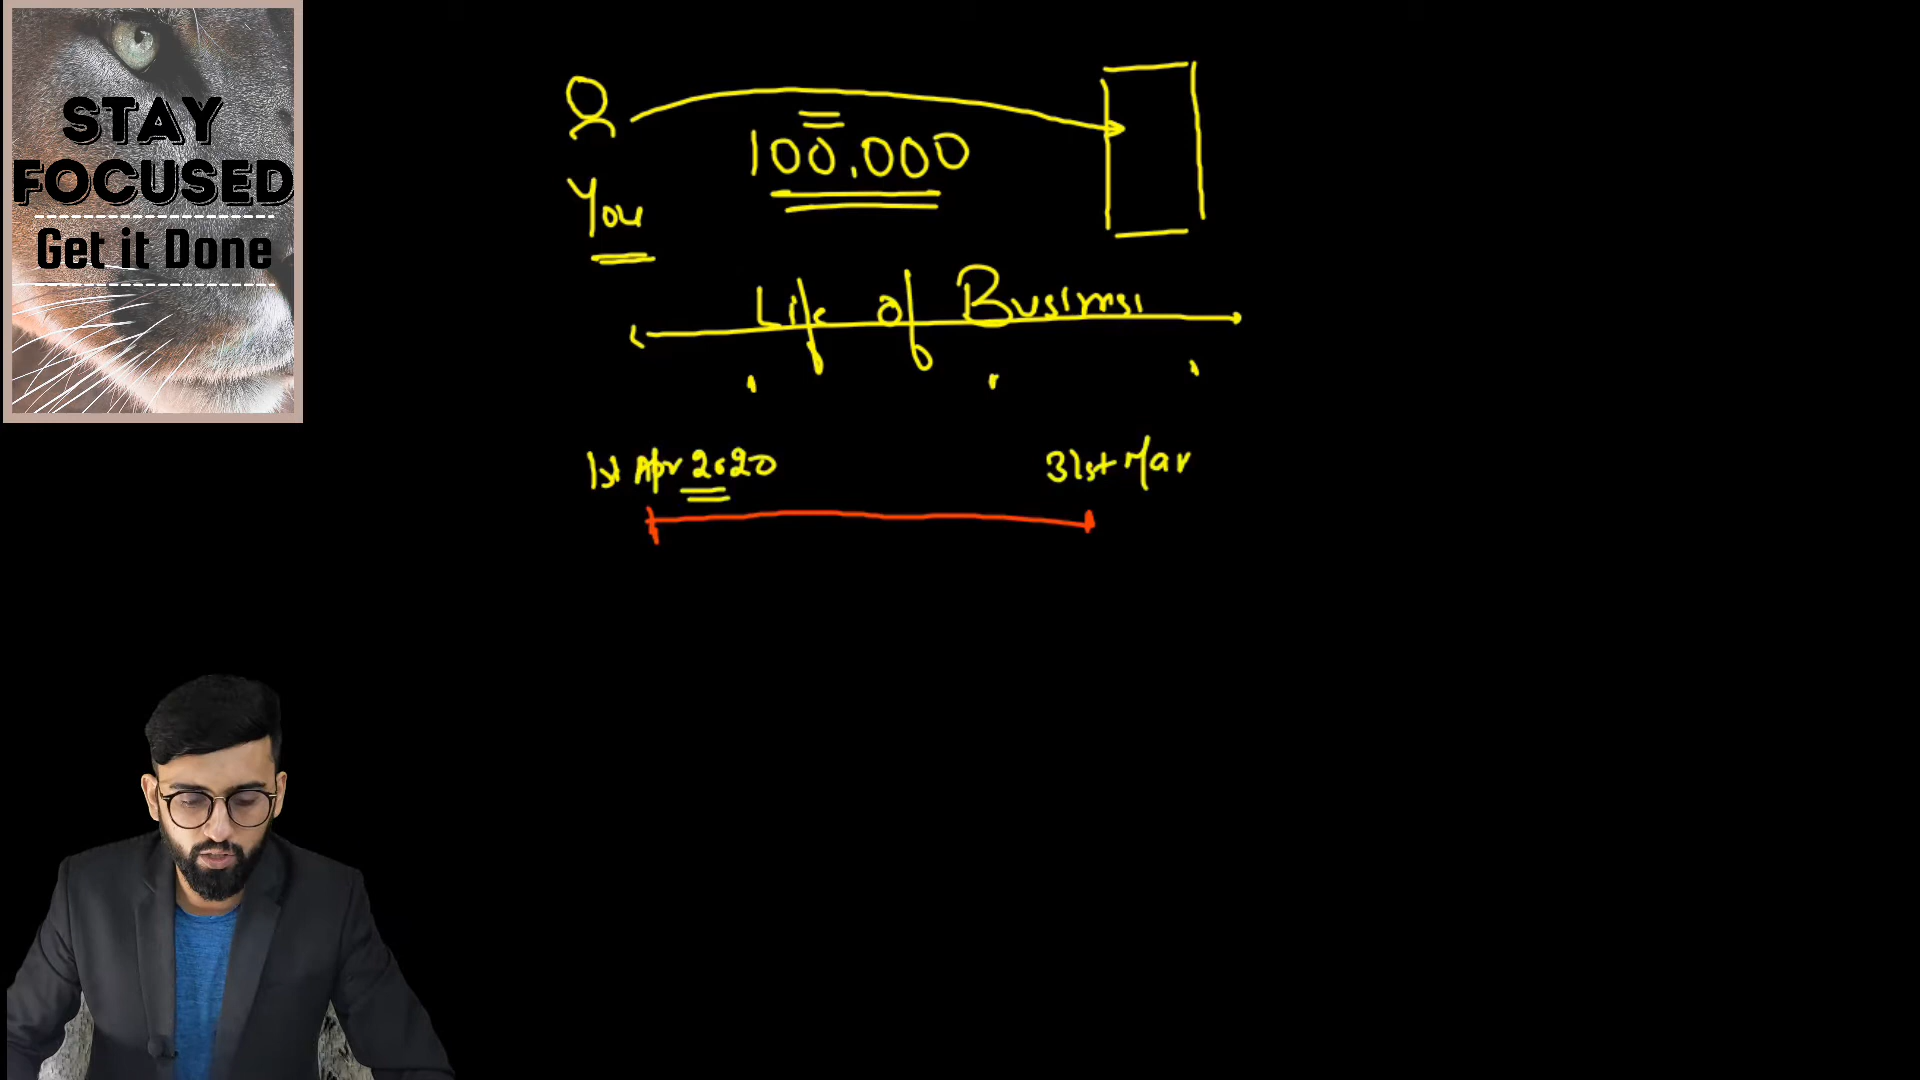 STAY
FOCUSED
Get it Done
100,000
You
Life of Business
1st Apr 2020
31st Mar